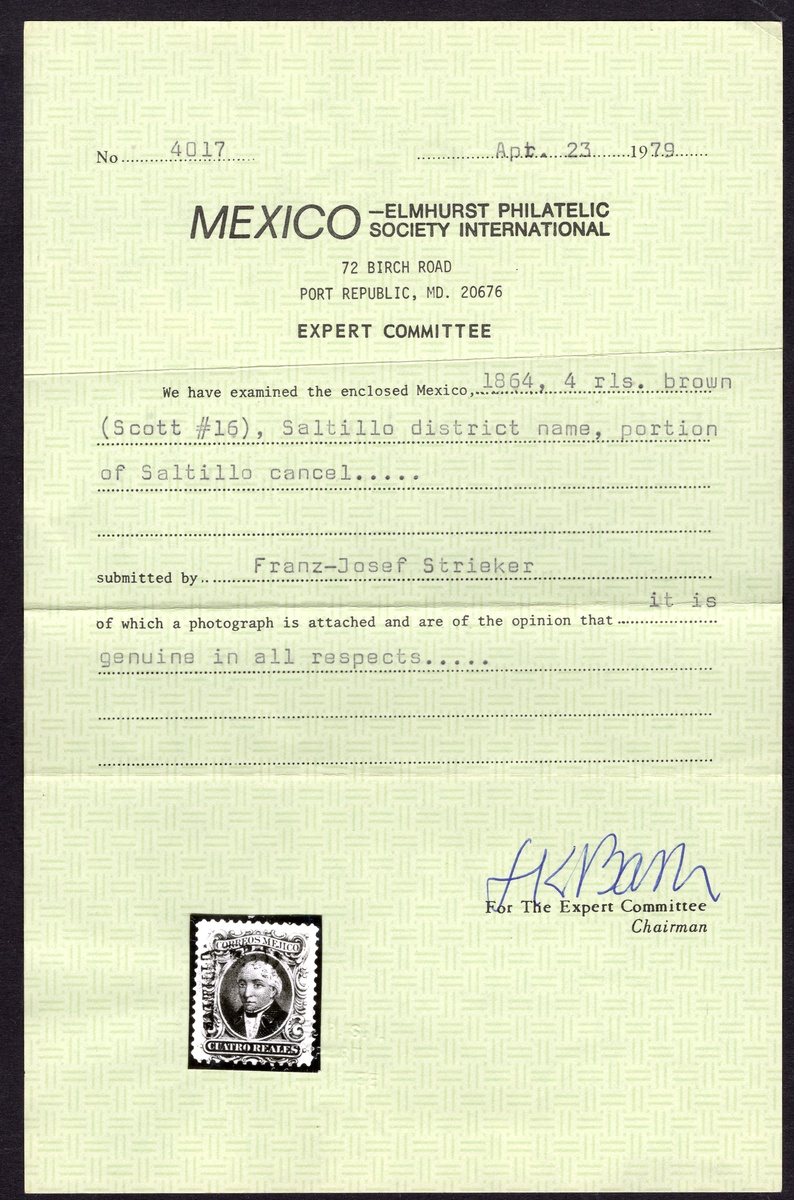 No.............4017.............
..........................Apr. 23......1979........
MEXICO –ELMHURST PHILATELIC
SOCIETY INTERNATIONAL
72 BIRCH ROAD
PORT REPUBLIC, MD. 20676
EXPERT COMMITTEE
We have examined the enclosed Mexico, 1864, 4 rls. brown
(Scott #16), Saltillo district name, portion
of Saltillo cancel.....
submitted by.. Franz-Josef Strieker
of which a photograph is attached and are of the opinion that it is
genuine in all respects.....
For The Expert Committee
Chairman
CORREOS MEJICO
SALTILLO
CUATRO REALES